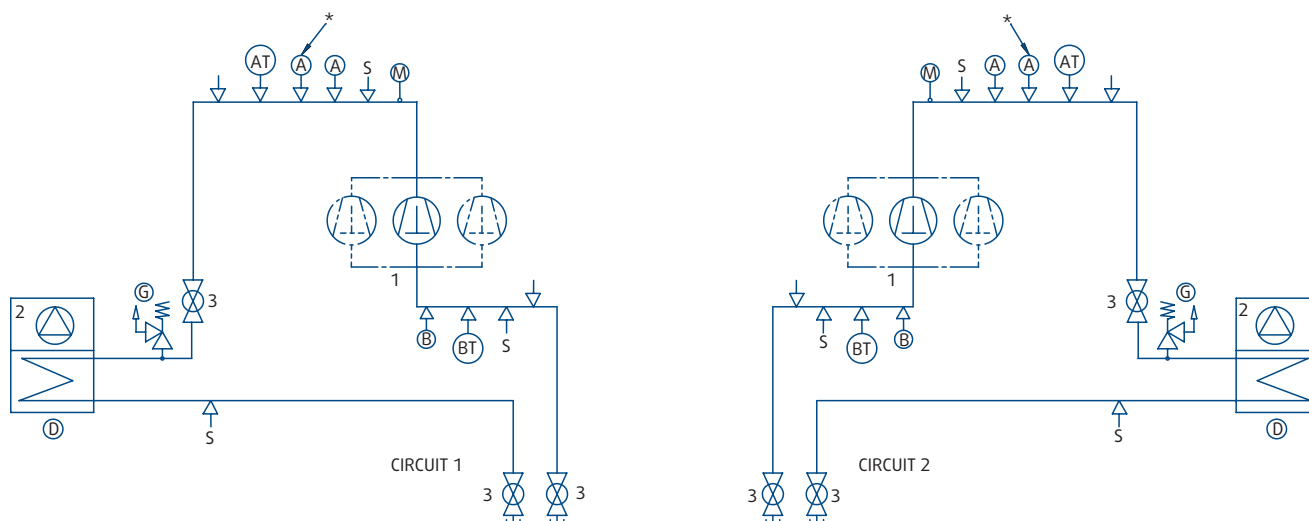 * *
AT A A S M M S A A AT
1 1
G 3 3 G
2 2
B BT S S BT B
D S S D
CIRCUIT 1 CIRCUIT 2
3 3 3 3